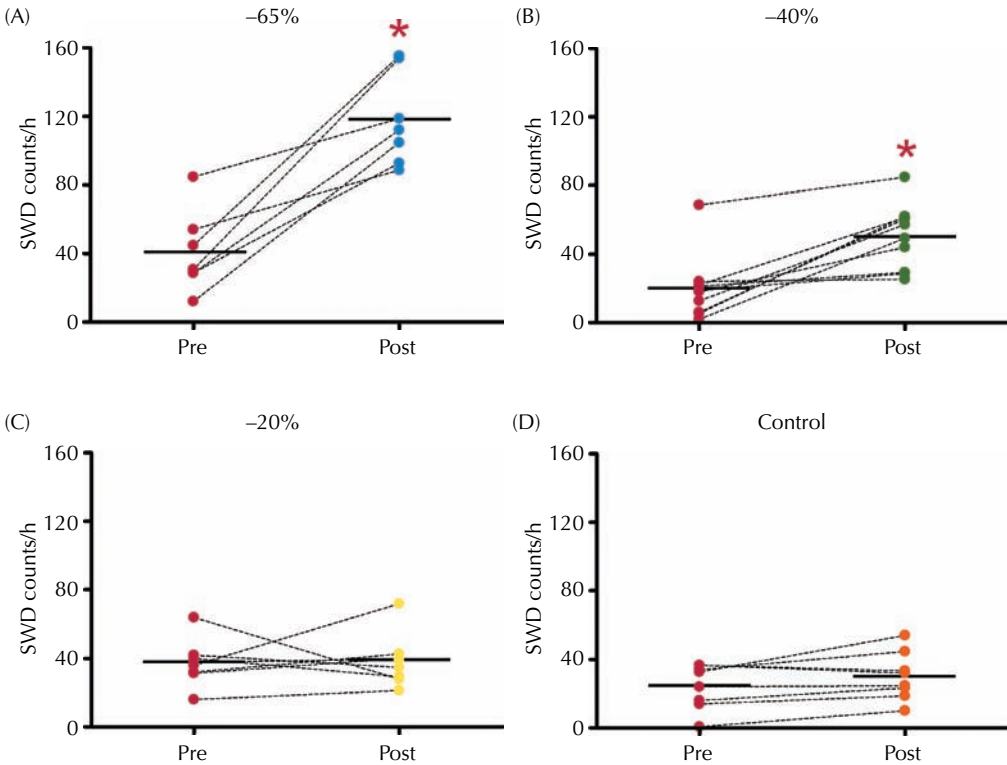 (A)
–65%
*
SWD counts/h
160
120
80
40
0
Pre
Post
(B)
–40%
*
SWD counts/h
160
120
80
40
0
Pre
Post
(C)
–20%
SWD counts/h
160
120
80
40
0
Pre
Post
(D)
Control
SWD counts/h
160
120
80
40
0
Pre
Post